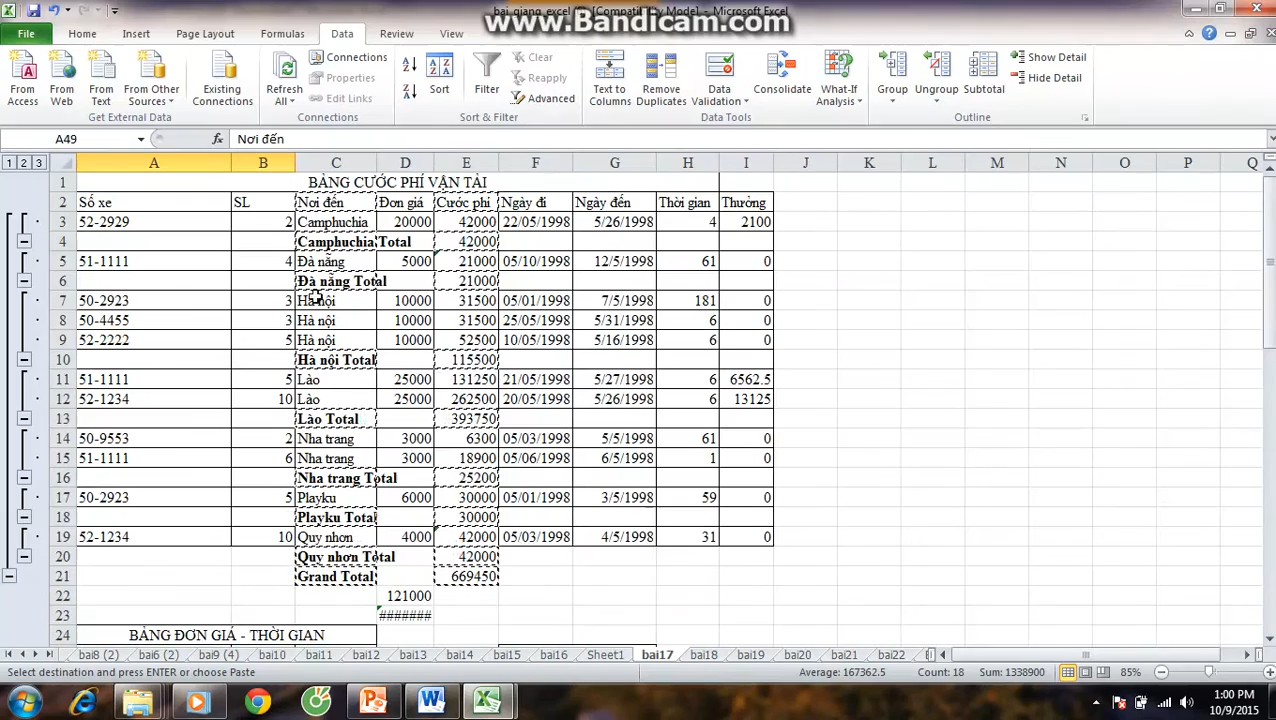 bai_giang_excel [Compatibility Mode] - Microsoft Excel
www.Bandicam.com
File Home Insert Page Layout Formulas Data Review View
From Access
From Web
From Text
From Other Sources
Existing Connections
Refresh All
Connections
Properties
Edit Links
Sort
Filter
Clear
Reapply
Advanced
Text to Columns
Remove Duplicates
Data Validation
Consolidate
What-If Analysis
Group
Ungroup
Subtotal
Show Detail
Hide Detail
Get External Data Connections Sort & Filter Data Tools Outline
A49 fx Nơi đến
1 2 3 A B C D E F G H I J K L M N O P Q
1 BẢNG CƯỚC PHÍ VẬN TẢI
2 Số xe SL Nơi đến Đơn giá Cước phí Ngày đi Ngày đến Thời gian Thưởng
3 52-2929 2 Camphuchia 20000 42000 22/05/1998 5/26/1998 4 2100
4 Camphuchia Total 42000
5 51-1111 4 Đà nẵng 5000 21000 05/10/1998 12/5/1998 61 0
6 Đà nẵng Total 21000
7 50-2923 3 Hà nội 10000 31500 05/01/1998 7/5/1998 181 0
8 50-4455 3 Hà nội 10000 31500 25/05/1998 5/31/1998 6 0
9 52-2222 5 Hà nội 10000 52500 10/05/1998 5/16/1998 6 0
10 Hà nội Total 115500
11 51-1111 5 Lào 25000 131250 21/05/1998 5/27/1998 6 6562.5
12 52-1234 10 Lào 25000 262500 20/05/1998 5/26/1998 6 13125
13 Lào Total 393750
14 50-9553 2 Nha trang 3000 6300 05/03/1998 5/5/1998 61 0
15 51-1111 6 Nha trang 3000 18900 05/06/1998 6/5/1998 1 0
16 Nha trang Total 25200
17 50-2923 5 Playku 6000 30000 05/01/1998 3/5/1998 59 0
18 Playku Total 30000
19 52-1234 10 Quy nhơn 4000 42000 05/03/1998 4/5/1998 31 0
20 Quy nhơn Total 42000
21 Grand Total 669450
22 121000
23 #######
24 BẢNG ĐƠN GIÁ - THỜI GIAN
bai8 (2) bai6 (2) bai9 (4) bai10 bai11 bai12 bai13 bai14 bai15 bai16 Sheet1 bai17 bai18 bai19 bai20 bai21 bai22
Select destination and press ENTER or choose Paste Average: 167362.5 Count: 18 Sum: 1338900 85%
1:00 PM
10/9/2015